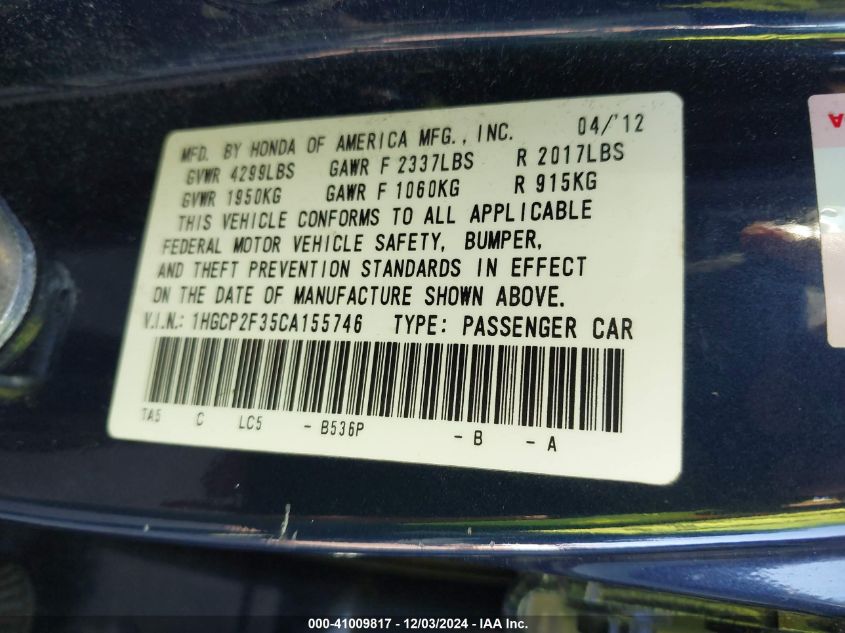 MFD. BY HONDA OF AMERICA MFG., INC. 04/'12
GVWR 4299LBS GAWR F 2337LBS R 2017LBS
GVWR 1950KG GAWR F 1060KG R 915KG
THIS VEHICLE CONFORMS TO ALL APPLICABLE
FEDERAL MOTOR VEHICLE SAFETY, BUMPER,
AND THEFT PREVENTION STANDARDS IN EFFECT
ON THE DATE OF MANUFACTURE SHOWN ABOVE.
V.I.N.: 1HGCP2F35CA155746 TYPE: PASSENGER CAR
TA5 C LC5 - B536P - B - A
000-41009817 - 12/03/2024 - IAA Inc.